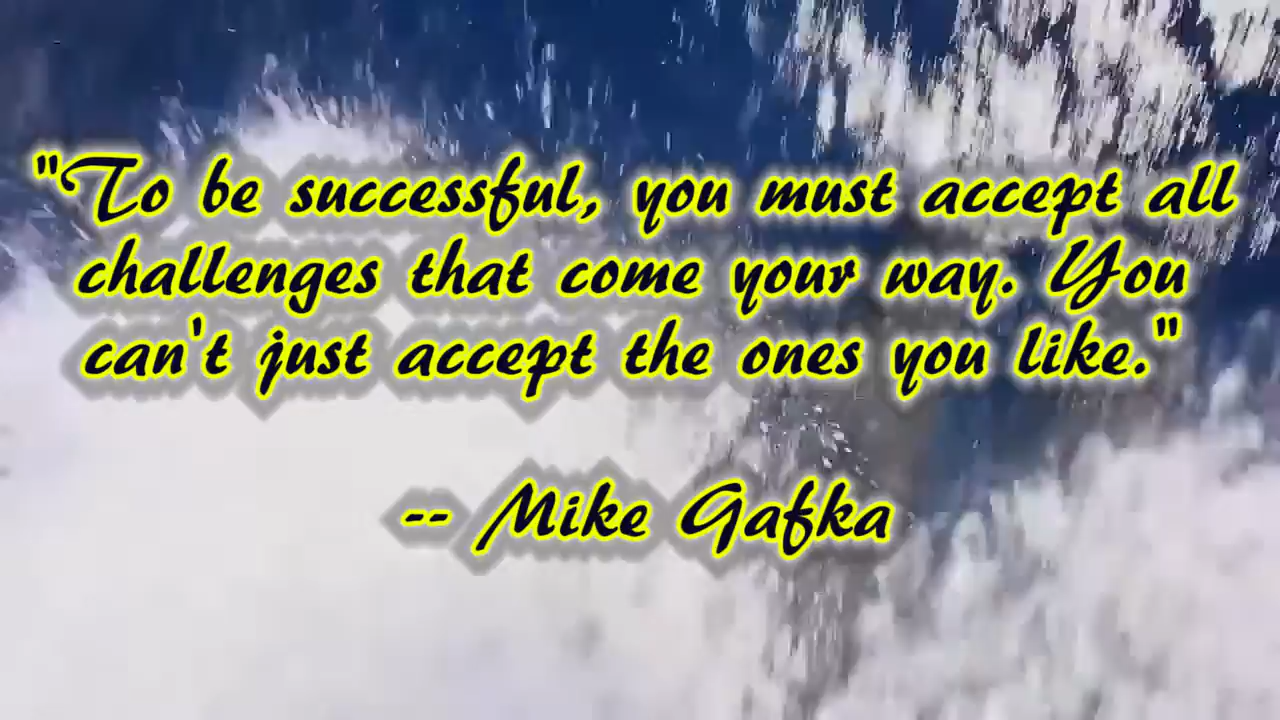 "To be successful, you must accept all
challenges that come your way. You
can't just accept the ones you like."
-- Mike Gafka